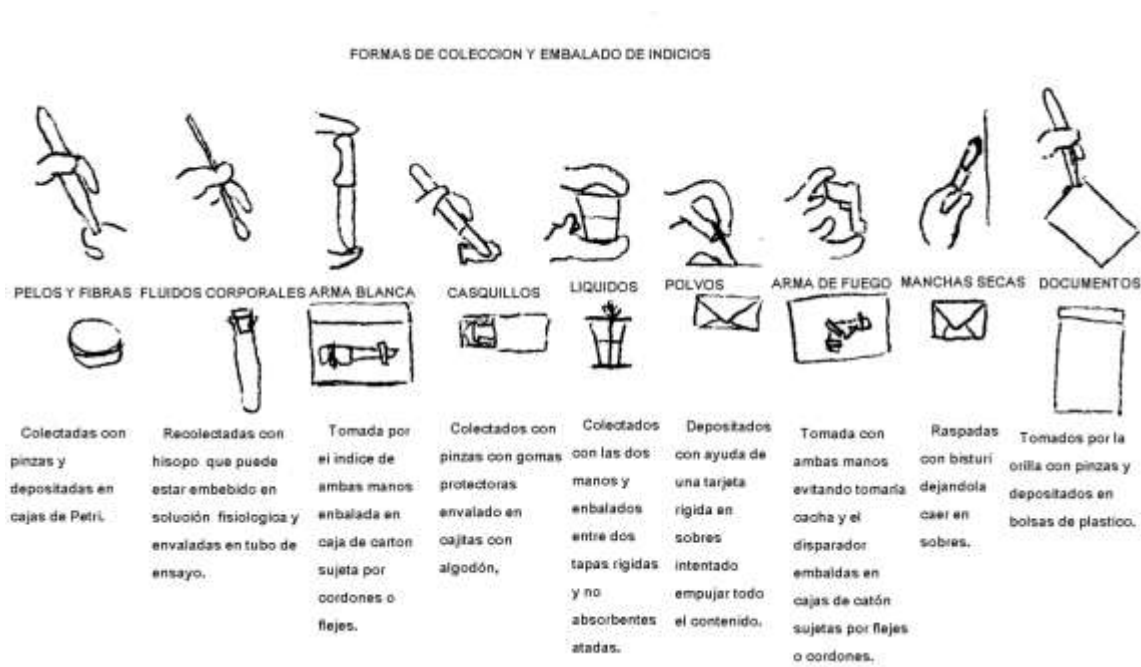 FORMAS DE COLECCION Y EMBALADO DE INDICIOS
PELOS Y FIBRAS
FLUIDOS CORPORALES
ARMA BLANCA
CASQUILLOS
LIQUIDOS
POLVOS
ARMA DE FUEGO
MANCHAS SECAS
DOCUMENTOS
Colectadas con
pinzas y
depositadas en
cajas de Petri.
Recolectadas con
hisopo que puede
estar embebido en
solución fisiologica y
envaladas en tubo de
ensayo.
Tomada por
el indice de
ambas manos
enbalada en
caja de carton
sujeta por
cordones o
flejes.
Colectados con
pinzas con gomas
protectoras
envalado en
cajitas con
algodón,
Colectados
con las dos
manos y
enbalados
entre dos
tapas rigidas
y no
absorbentes
atadas.
Depositados
con ayuda de
una tarjeta
rigida en
sobres
intentado
empujar todo
el contenido.
Tomada con
ambas manos
evitando tomarla
cacha y el
disparador
embaldas en
cajas de catón
sujetas por flejes
o cordones.
Raspadas
con bisturi
dejandola
caer en
sobres.
Tomados por la
orilla con pinzas y
depositados en
bolsas de plastico.